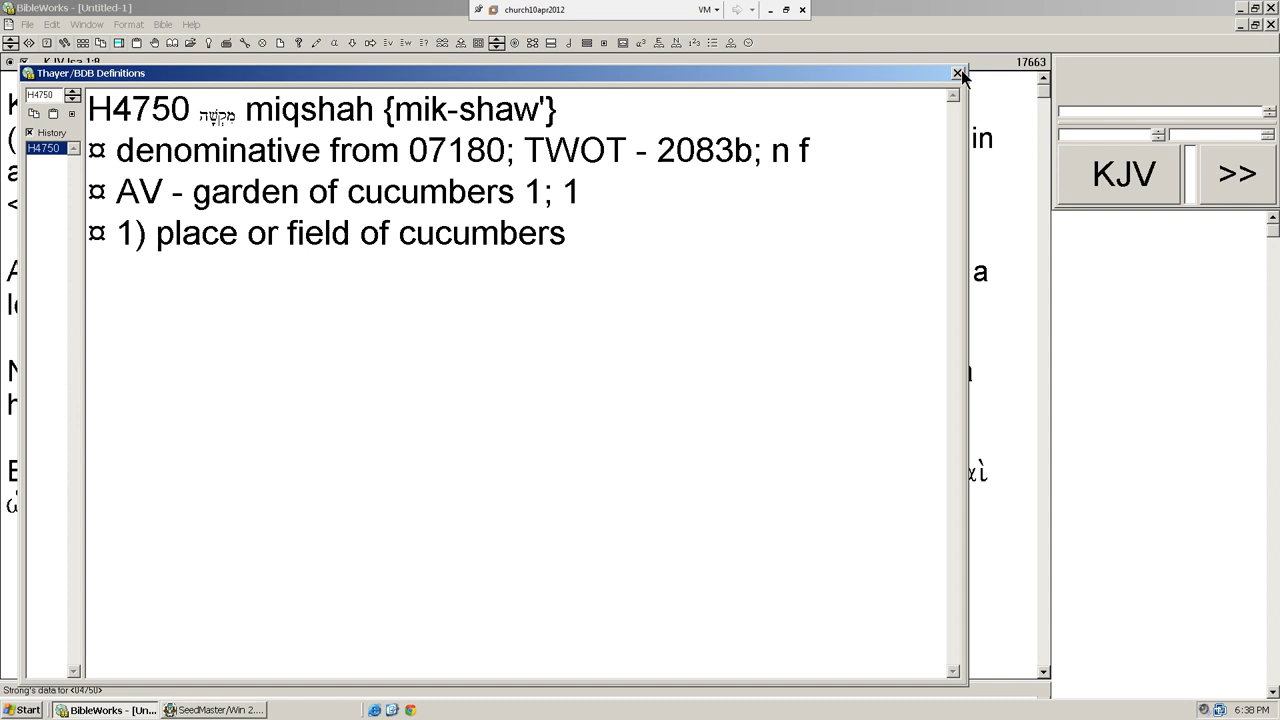 BibleWorks - [Untitled-1]
church10apr2012
VM
File Edit Window Format Bible Help
KJV Isa 1:8
17663
Thayer/BDB Definitions
H4750
History
H4750
H4750 מִקְשָׁה miqshah {mik-shaw'}
¤ denominative from 07180; TWOT - 2083b; n f
¤ AV - garden of cucumbers 1; 1
¤ 1) place or field of cucumbers
in
a
KJV >>
Strong's data for <04750>
Start
BibleWorks - [Un...
SeedMaster/Win 2....
6:38 PM